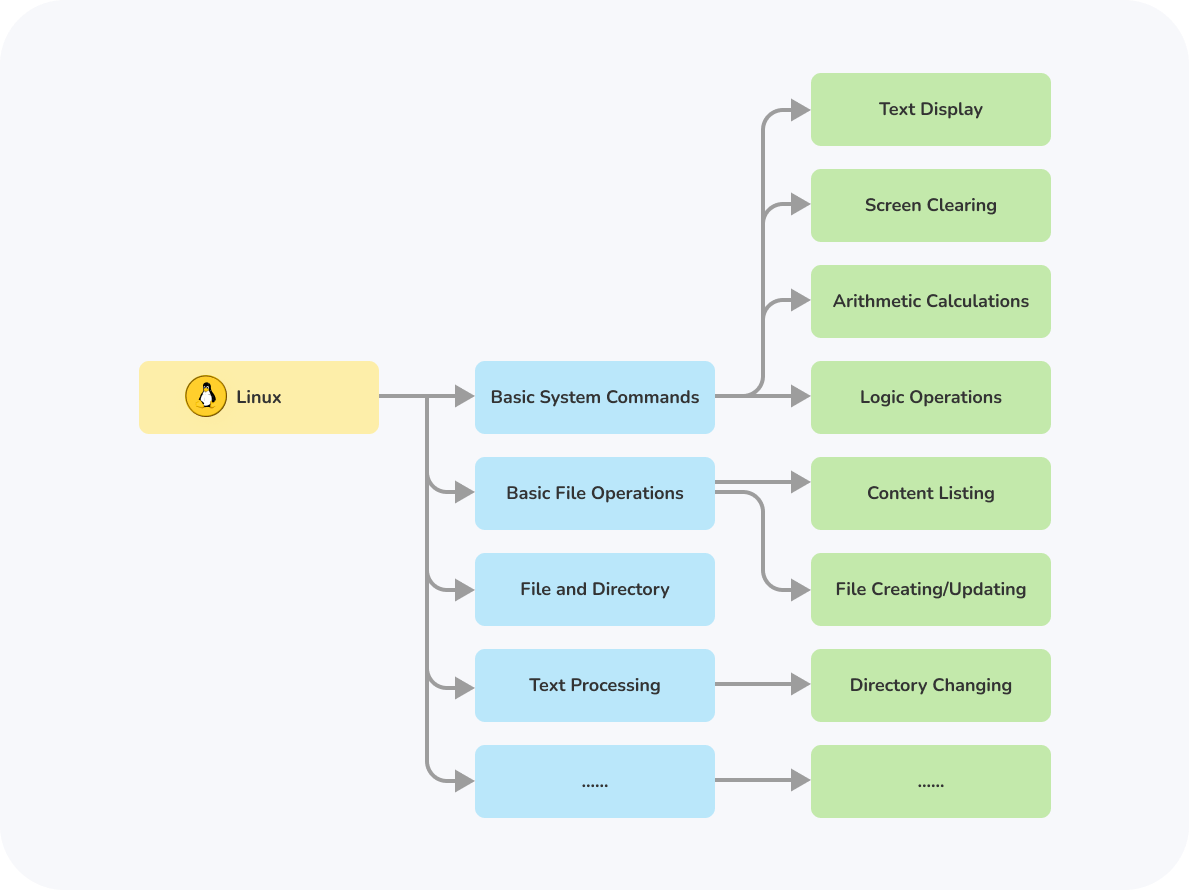 Text Display
Screen Clearing
Arithmetic Calculations
Linux
Basic System Commands
Logic Operations
Basic File Operations
Content Listing
File and Directory
File Creating/Updating
Text Processing
Directory Changing
......
......